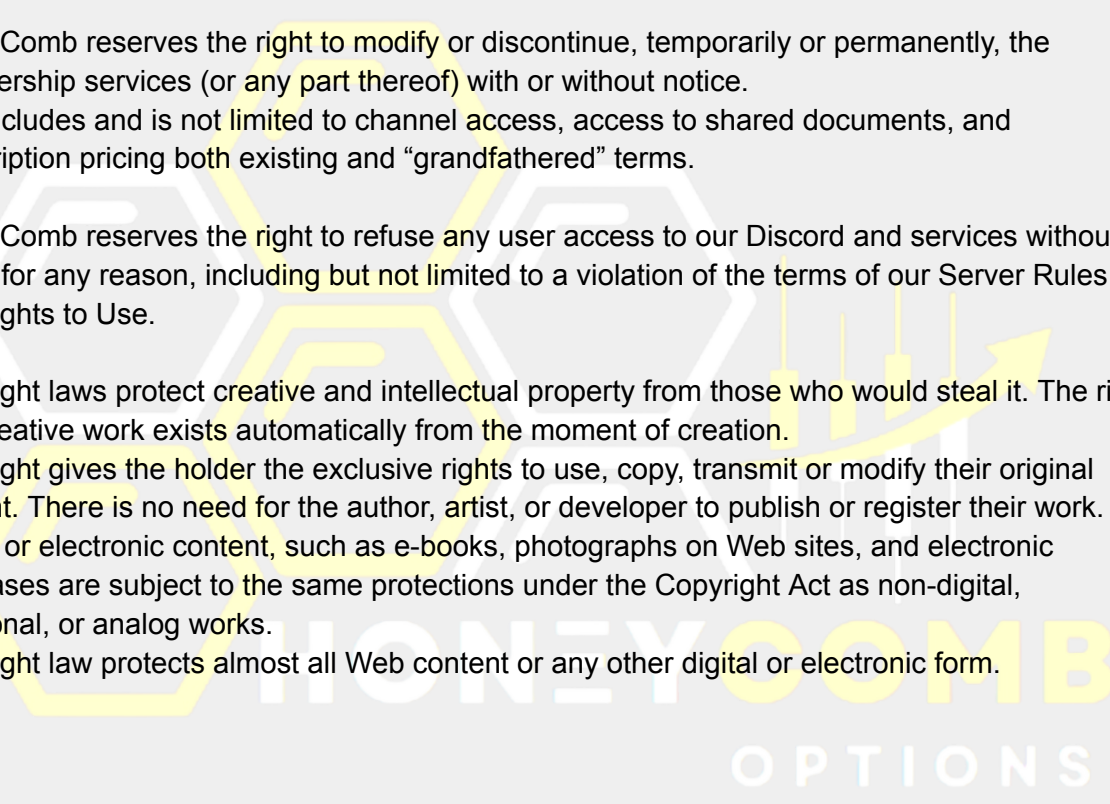 Comb reserves the right to modify or discontinue, temporarily or permanently, the
ership services (or any part thereof) with or without notice.
cludes and is not limited to channel access, access to shared documents, and
ription pricing both existing and “grandfathered” terms.
Comb reserves the right to refuse any user access to our Discord and services withou
for any reason, including but not limited to a violation of the terms of our Server Rules
ghts to Use.
ght laws protect creative and intellectual property from those who would steal it. The ri
reative work exists automatically from the moment of creation.
ght gives the holder the exclusive rights to use, copy, transmit or modify their original
nt. There is no need for the author, artist, or developer to publish or register their work.
or electronic content, such as e-books, photographs on Web sites, and electronic
ases are subject to the same protections under the Copyright Act as non-digital,
onal, or analog works.
ght law protects almost all Web content or any other digital or electronic form.
HONEYCOMB
OPTIONS